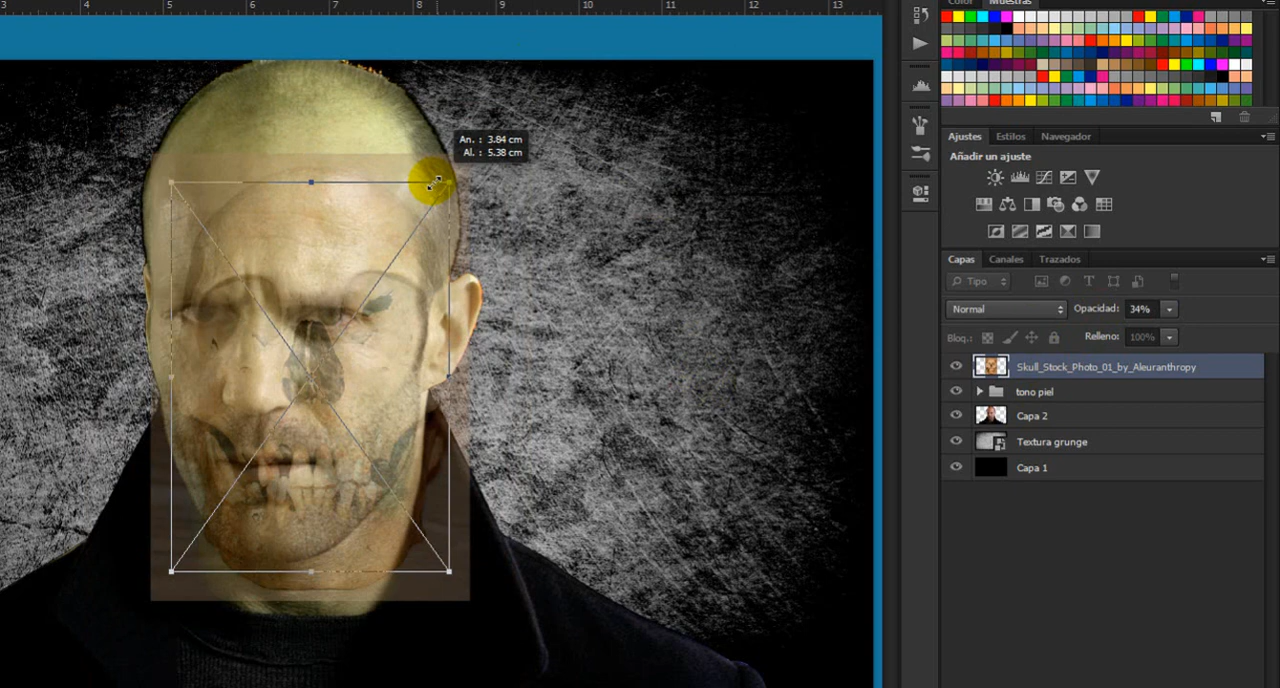 3 4 5 6 7 8 9 10 11 12 13
Color Muestras
An. : 3.84 cm
Al. : 5.38 cm
Ajustes Estilos Navegador
Añadir un ajuste
Capas Canales Trazados
Tipo
Normal Opacidad: 34%
Bloq.: Relleno: 100%
Skull_Stock_Photo_01_by_Aleuranthropy
tono piel
Capa 2
Textura grunge
Capa 1